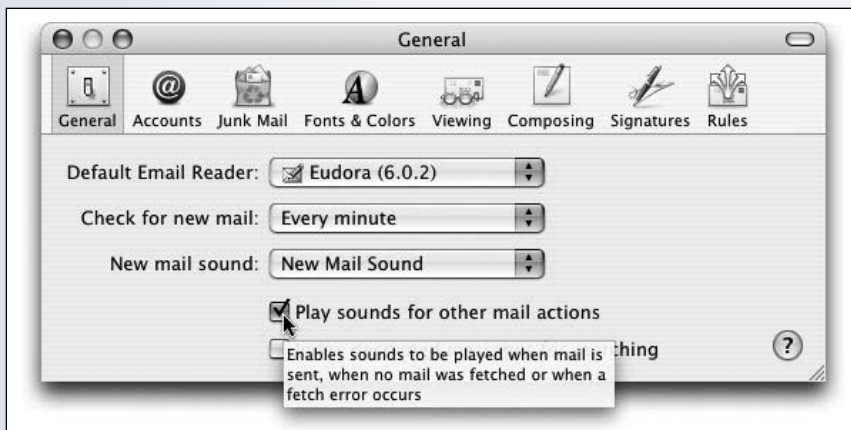 General
General Accounts Junk Mail Fonts & Colors Viewing Composing Signatures Rules
Default Email Reader: Eudora (6.0.2)
Check for new mail: Every minute
New mail sound: New Mail Sound
Play sounds for other mail actions
Enables sounds to be played when mail is
sent, when no mail was fetched or when a
fetch error occurs
?